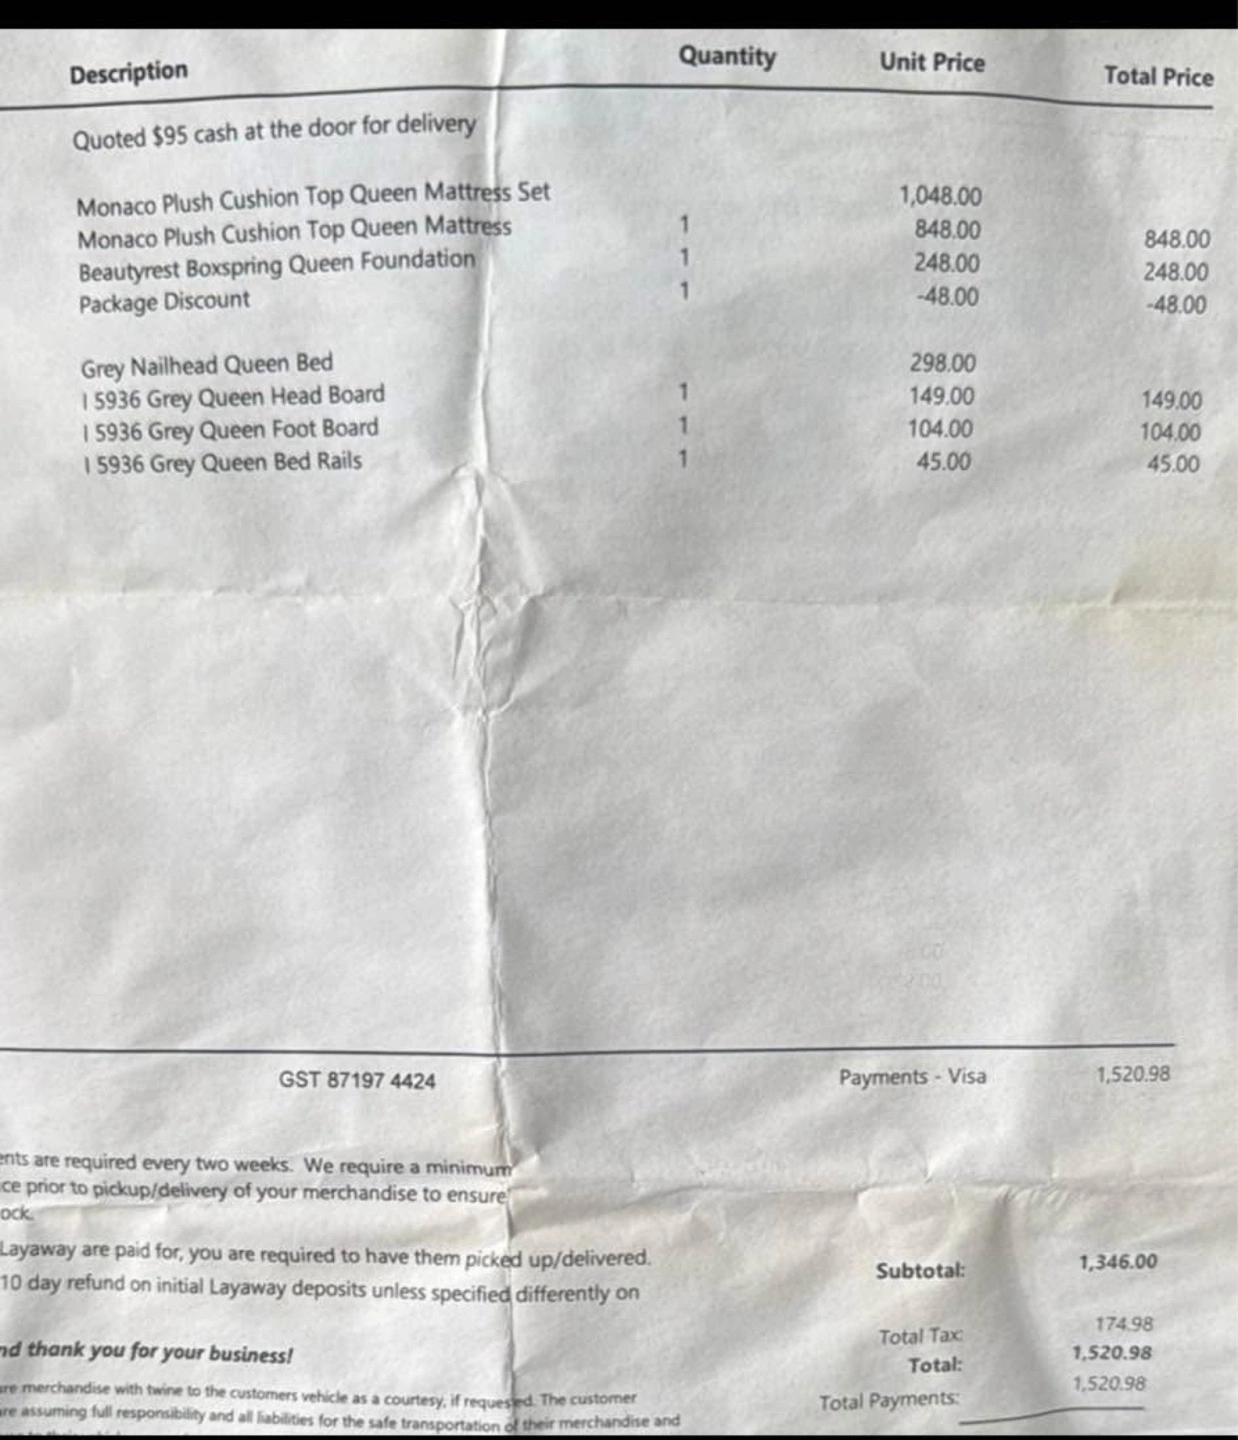 Description Quantity Unit Price Total Price
Quoted $95 cash at the door for delivery
Monaco Plush Cushion Top Queen Mattress Set 1,048.00
Monaco Plush Cushion Top Queen Mattress 1 848.00 848.00
Beautyrest Boxspring Queen Foundation 1 248.00 248.00
Package Discount 1 -48.00 -48.00
Grey Nailhead Queen Bed 298.00
I 5936 Grey Queen Head Board 1 149.00 149.00
I 5936 Grey Queen Foot Board 1 104.00 104.00
I 5936 Grey Queen Bed Rails 1 45.00 45.00
GST 87197 4424 Payments - Visa 1,520.98
ents are required every two weeks. We require a minimum
ce prior to pickup/delivery of your merchandise to ensure
ock.
Layaway are paid for, you are required to have them picked up/delivered.
10 day refund on initial Layaway deposits unless specified differently on
Subtotal: 1,346.00
Total Tax: 174.98
nd thank you for your business!
Total: 1,520.98
Total Payments: 1,520.98
re merchandise with twine to the customers vehicle as a courtesy, if requested. The customer
re assuming full responsibility and all liabilities for the safe transportation of their merchandise and